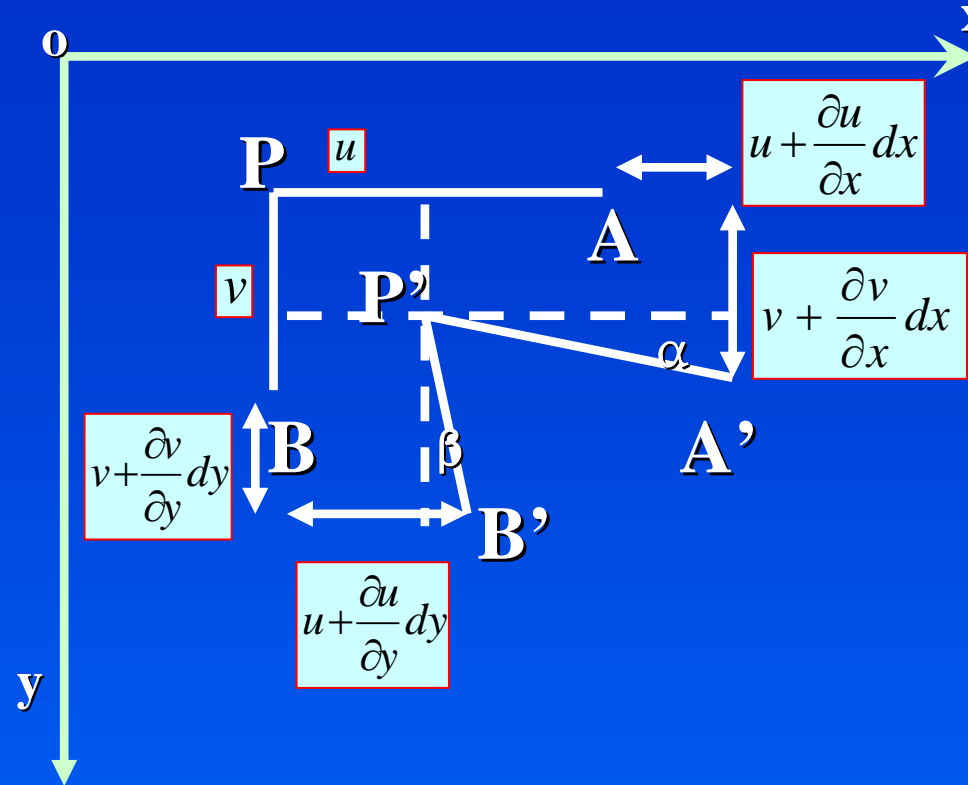 o
x
P
u
u + ∂u/∂x dx
A
v
P’
v + ∂v/∂x dx
α
v + ∂v/∂y dy
B
β
A’
B’
u + ∂u/∂y dy
y